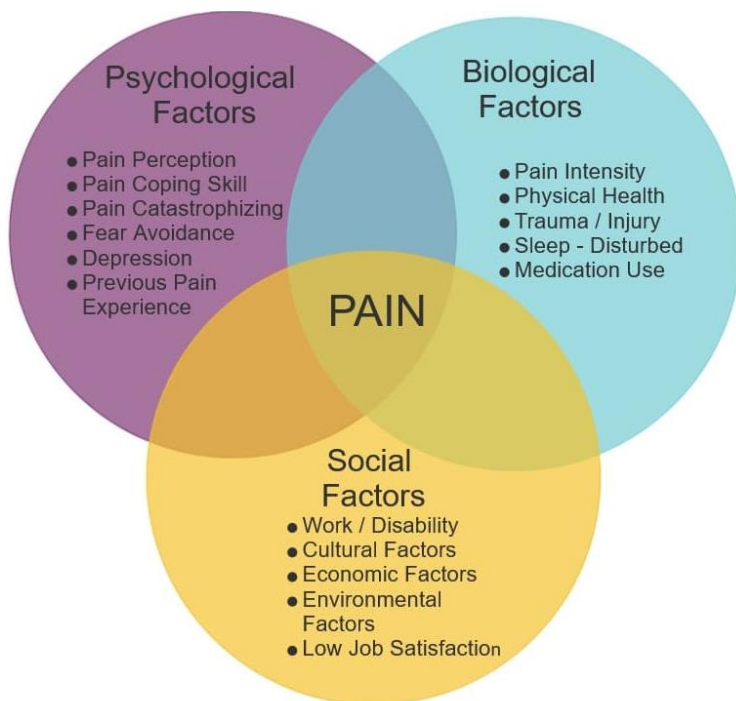 Psychological
Factors
● Pain Perception
● Pain Coping Skill
● Pain Catastrophizing
● Fear Avoidance
● Depression
● Previous Pain
Experience
Biological
Factors
● Pain Intensity
● Physical Health
● Trauma / Injury
● Sleep - Disturbed
● Medication Use
PAIN
Social
Factors
● Work / Disability
● Cultural Factors
● Economic Factors
● Environmental
Factors
● Low Job Satisfaction